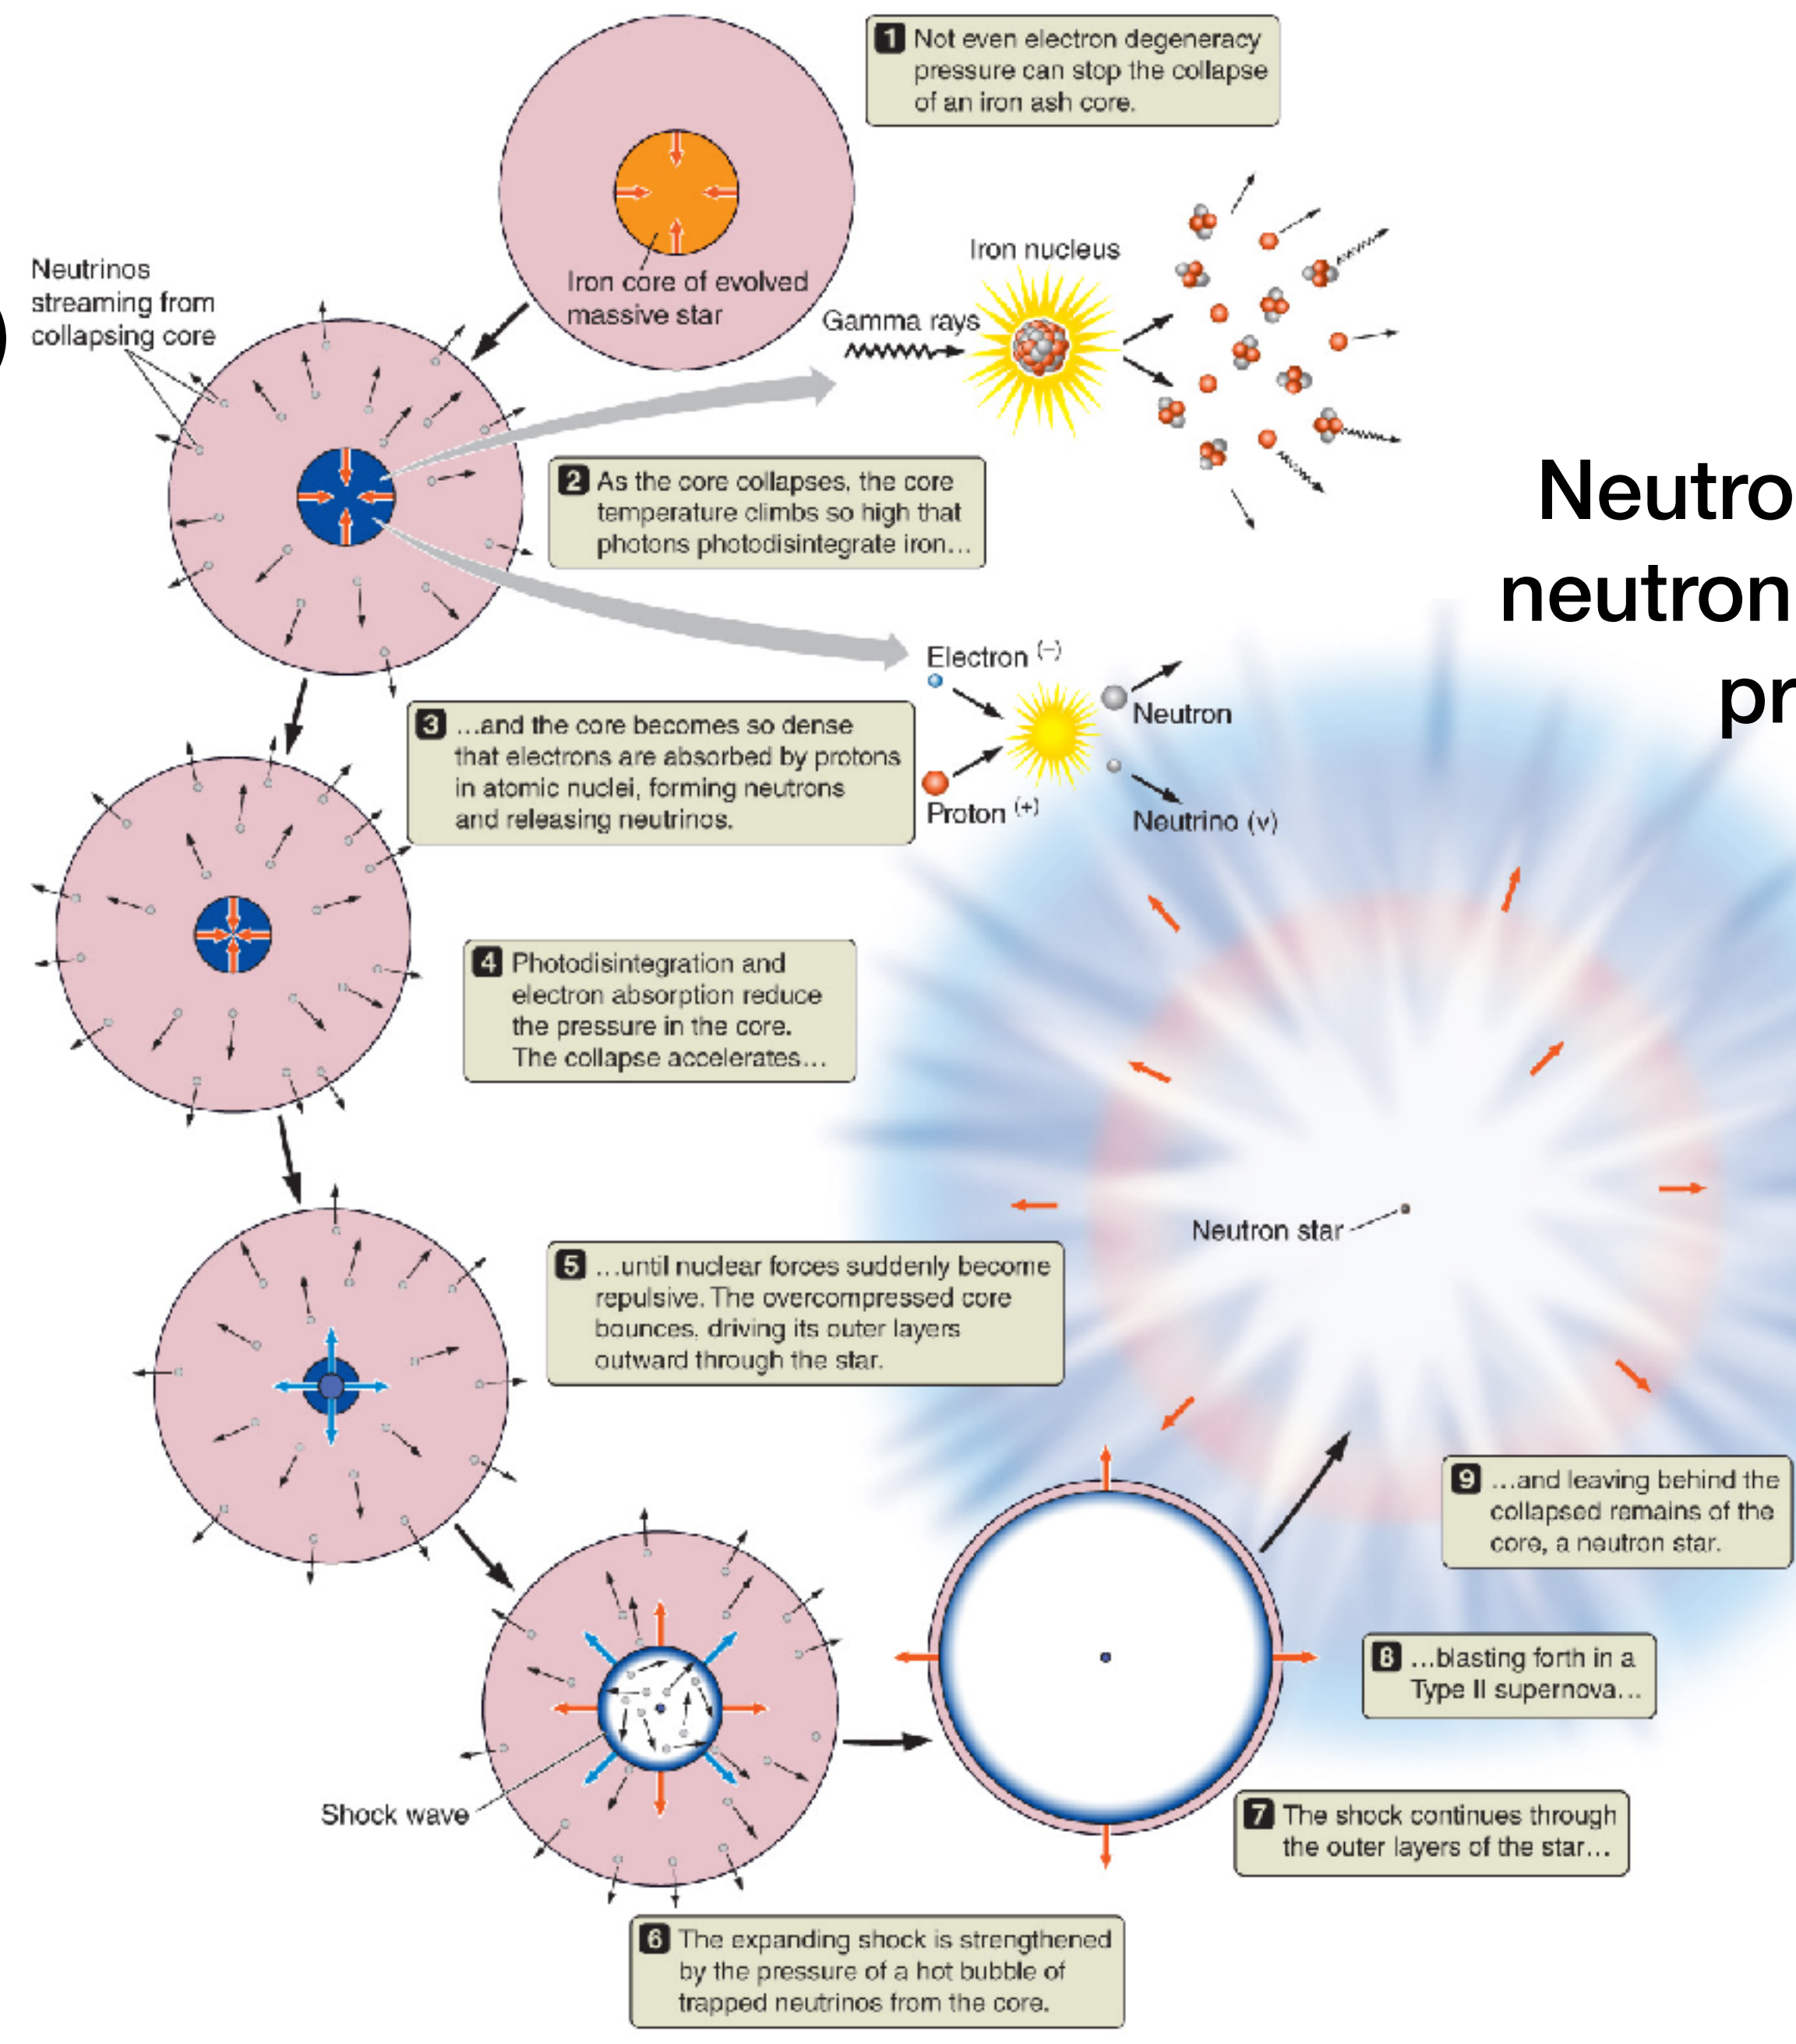 1 Not even electron degeneracy
pressure can stop the collapse
of an iron ash core.
Iron core of evolved
massive star
Neutrinos
streaming from
collapsing core
)
Iron nucleus
Gamma rays
2 As the core collapses, the core
temperature climbs so high that
photons photodisintegrate iron...
Neutro
neutron
pr
Electron (−)
Neutron
Proton (+)
Neutrino (ν)
3 ...and the core becomes so dense
that electrons are absorbed by protons
in atomic nuclei, forming neutrons
and releasing neutrinos.
4 Photodisintegration and
electron absorption reduce
the pressure in the core.
The collapse accelerates...
5 ...until nuclear forces suddenly become
repulsive. The overcompressed core
bounces, driving its outer layers
outward through the star.
Neutron star
Shock wave
6 The expanding shock is strengthened
by the pressure of a hot bubble of
trapped neutrinos from the core.
7 The shock continues through
the outer layers of the star...
8 ...blasting forth in a
Type II supernova...
9 ...and leaving behind the
collapsed remains of the
core, a neutron star.